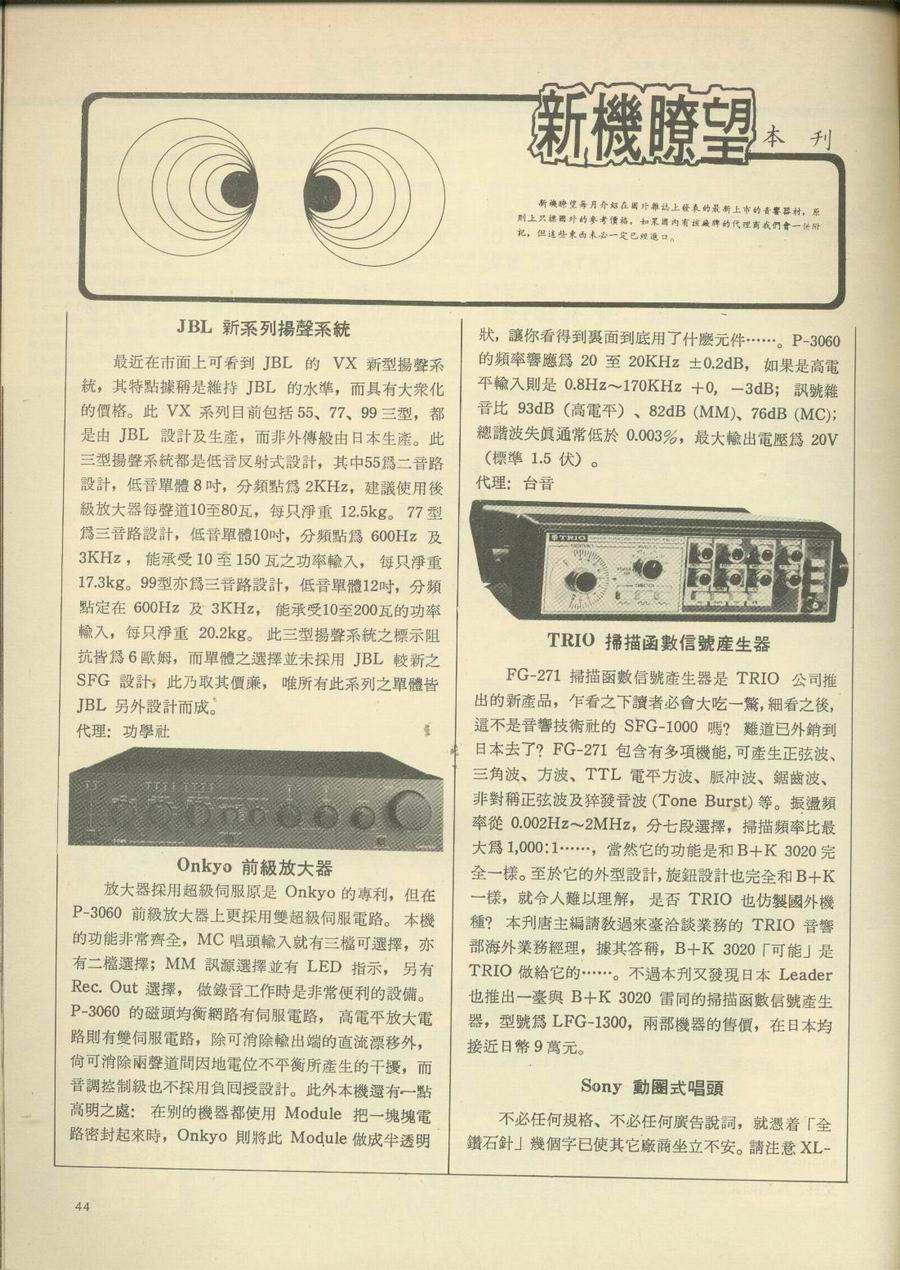 新機瞭望
本刊
新機瞭望每月介紹在國外雜誌上發表的最新上市的音響器材，原
則上只標國外的參考價格，如果國內有該廠牌的代理商我們會一併附
記，但這些東西未必一定已經進口。
JBL 新系列揚聲系統
最近在市面上可看到 JBL 的 VX 新型揚聲系
統，其特點據稱是維持 JBL 的水準，而具有大衆化
的價格。此 VX 系列目前包括 55、77、99 三型，都
是由 JBL 設計及生產，而非外傳般由日本生產。此
三型揚聲系統都是低音反射式設計，其中55爲二音路
設計，低音單體 8 吋，分頻點爲 2KHz，建議使用後
級放大器每聲道10至80瓦，每只淨重 12.5kg。 77 型
爲三音路設計，低音單體10吋，分頻點爲 600Hz 及
3KHz，能承受 10 至 150 瓦之功率輸入，每只淨重
17.3kg。99型亦爲三音路設計，低音單體12吋，分頻
點定在 600Hz 及 3KHz，能承受10至200瓦的功率
輸入，每只淨重 20.2kg。 此三型揚聲系統之標示阻
抗皆爲 6 歐姆，而單體之選擇並未採用 JBL 較新之
SFG 設計，此乃取其價廉，唯所有此系列之單體皆
JBL 另外設計而成。
代理：功學社
Onkyo 前級放大器
放大器採用超級伺服原是 Onkyo 的專利，但在
P-3060 前級放大器上更採用雙超級伺服電路。本機
的功能非常齊全，MC 唱頭輸入就有三檔可選擇，亦
有二檔選擇；MM 訊源選擇並有 LED 指示，另有
Rec. Out 選擇，做錄音工作時是非常便利的設備。
P-3060 的磁頭均衡網路有伺服電路，高電平放大電
路則有雙伺服電路，除可消除輸出端的直流漂移外，
尙可消除兩聲道間因地電位不平衡所產生的干擾，而
音調控制級也不採用負囘授設計。此外本機還有一點
高明之處：在別的機器都使用 Module 把一塊塊電
路密封起來時，Onkyo 則將此 Module 做成半透明
狀，讓你看得到裏面到底用了什麼元件……。P-3060
的頻率響應爲 20 至 20KHz ±0.2dB，如果是高電
平輸入則是 0.8Hz～170KHz +0, −3dB；訊號雜
音比 93dB（高電平）、82dB (MM)、76dB (MC)；
總諧波失眞通常低於 0.003%，最大輸出電壓爲 20V
（標準 1.5 伏）。
代理：台音
TRIO
TRIO 掃描函數信號產生器
FG-271 掃描函數信號產生器是 TRIO 公司推
出的新產品，乍看之下讀者必會大吃一驚，細看之後，
這不是音響技術社的 SFG-1000 嗎？難道已外銷到
日本去了？FG-271 包含有多項機能，可產生正弦波、
三角波、方波、TTL 電平方波、脈冲波、鋸齒波、
非對稱正弦波及猝發音波 (Tone Burst) 等。振盪頻
率從 0.002Hz～2MHz，分七段選擇，掃描頻率比最
大爲 1,000:1……，當然它的功能是和 B+K 3020 完
全一樣。至於它的外型設計，旋鈕設計也完全和 B+K
一樣，就令人難以理解，是否 TRIO 也仿製國外機
種？本刋唐主編請敎過來臺洽談業務的 TRIO 音響
部海外業務經理，據其答稱，B+K 3020「可能」是
TRIO 做給它的……。不過本刋又發現日本 Leader
也推出一臺與 B+K 3020 雷同的掃描函數信號產生
器，型號爲 LFG-1300，兩部機器的售價，在日本均
接近日幣 9 萬元。
Sony 動圈式唱頭
不必任何規格、不必任何廣告說詞，就憑着「全
鑽石針」幾個字已使其它廠商坐立不安。請注意 XL-
44